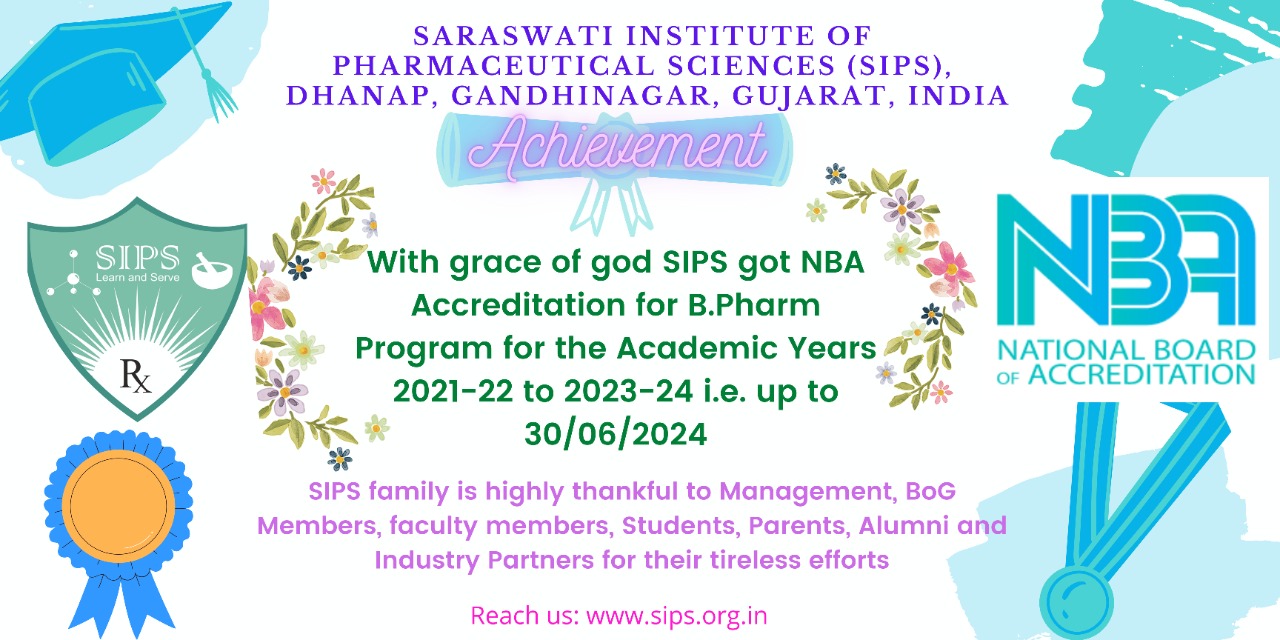 SARASWATI INSTITUTE OF
PHARMACEUTICAL SCIENCES (SIPS),
DHANAP, GANDHINAGAR, GUJARAT, INDIA
Achievement
SIPS
Learn and Serve
Rx
With grace of god SIPS got NBA
Accreditation for B.Pharm
Program for the Academic Years
2021-22 to 2023-24 i.e. up to
30/06/2024
NBA
NATIONAL BOARD
OF ACCREDITATION
SIPS family is highly thankful to Management, BoG
Members, faculty members, Students, Parents, Alumni and
Industry Partners for their tireless efforts
Reach us: www.sips.org.in